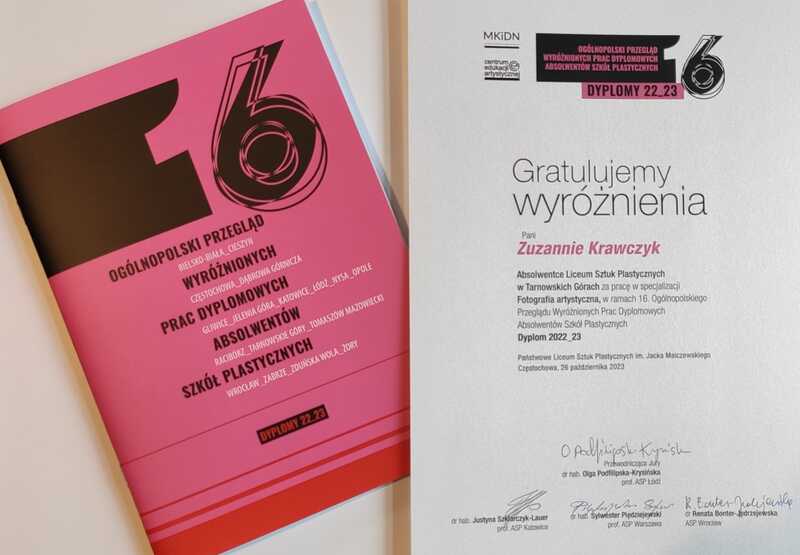 16
OGÓLNOPOLSKI PRZEGLĄD
BIELSKO-BIAŁA_CIESZYN
WYRÓŻNIONYCH
CZĘSTOCHOWA_DĄBROWA GÓRNICZA
PRAC DYPLOMOWYCH
GLIWICE_JELENIA GÓRA_KATOWICE_ŁÓDŹ_NYSA_OPOLE
ABSOLWENTÓW
RACIBÓRZ_TARNOWSKIE GÓRY_TOMASZÓW MAZOWIECKI
SZKÓŁ PLASTYCZNYCH
WROCŁAW_ZABRZE_ZDUŃSKA WOLA_ŻORY
DYPLOMY 22_23
MKiDN
centrum
edukacji
artystycznej
OGÓLNOPOLSKI PRZEGLĄD
WYRÓŻNIONYCH PRAC DYPLOMOWYCH
ABSOLWENTÓW SZKÓŁ PLASTYCZNYCH
16
DYPLOMY 22_23
Gratulujemy
wyróżnienia
Pani
Zuzannie Krawczyk
Absolwentce Liceum Sztuk Plastycznych
w Tarnowskich Górach za pracę w specjalizacji
Fotografia artystyczna, w ramach 16. Ogólnopolskiego
Przeglądu Wyróżnionych Prac Dyplomowych
Absolwentów Szkół Plastycznych
Dyplom 2022_23
Państwowe Liceum Sztuk Plastycznych im. Jacka Malczewskiego
Częstochowa, 26 października 2023
O Podfilipska Krysińsk
Przewodnicząca Jury
dr hab. Olga Podfilipska-Krysińska
prof. ASP Łódź
dr hab. Justyna Szklarczyk-Lauer
prof. ASP Katowice
dr hab. Sylwester Piędziejewski
prof. ASP Warszawa
dr Renata Bonter-Jędrzejewska
ASP Wrocław